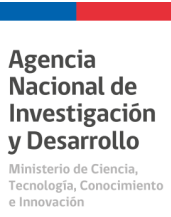 Agencia
Nacional de
Investigación
y Desarrollo
Ministerio de Ciencia,
Tecnología, Conocimiento
e Innovación